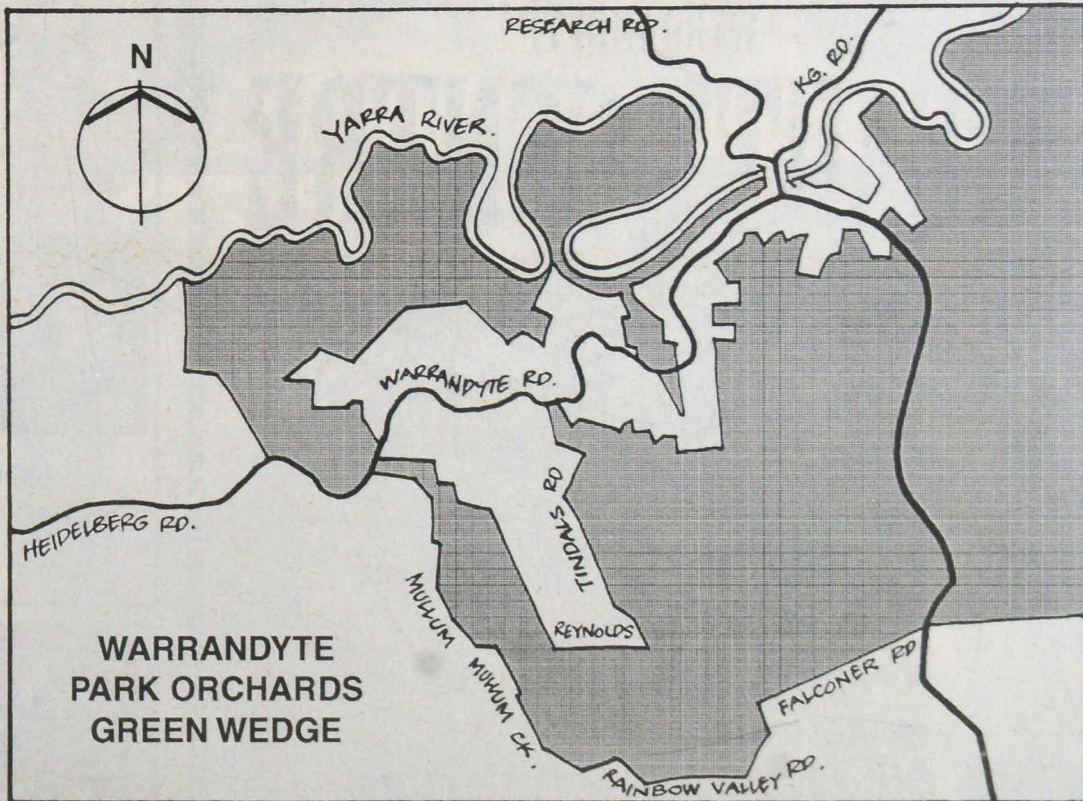 RESEARCH RD.
N
KG. RD.
YARRA RIVER.
WARRANDYTE RD.
TINDALS RD
HEIDELBERG RD.
MULLUM MULLUM CK.
REYNOLDS
FALCONER RD
RAINBOW VALLEY RD.
WARRANDYTE
PARK ORCHARDS
GREEN WEDGE